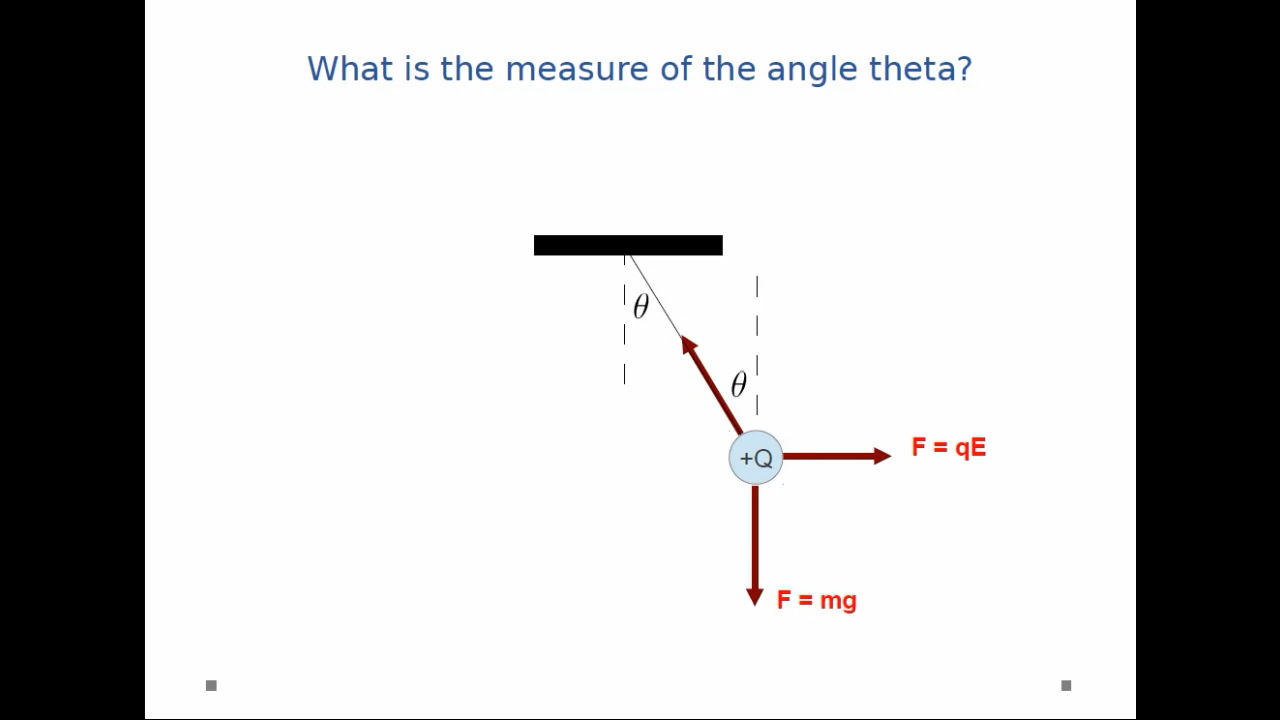 What is the measure of the angle theta?
θ
θ
+Q
F = qE
F = mg